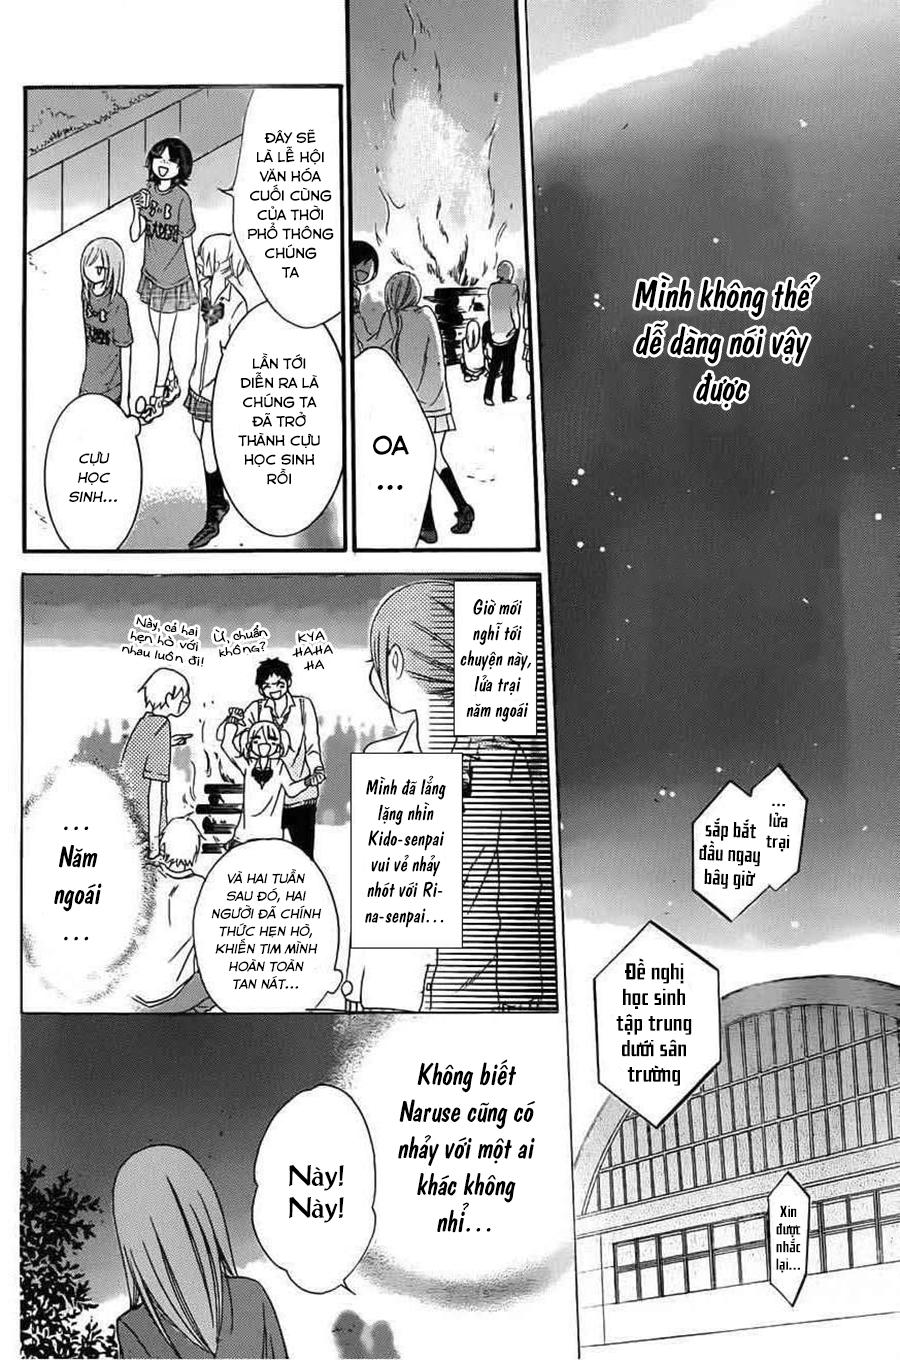 Mình không thể
dễ dàng nói vậy
được
...
lửa
trại
sắp bắt
đầu ngay
bây giờ
Đề nghị
học sinh
tập trung
dưới sân
trường
Xin
được
nhắc
lại...
OA
...
ĐÂY SẼ
LÀ LỄ HỘI
VĂN HÓA
CUỐI CÙNG
CỦA THỜI
PHỔ THÔNG
CHÚNG
TA
LẦN TỚI
DIỄN RA LÀ
CHÚNG TA
ĐÃ TRỞ
THÀNH CỰU
HỌC SINH
RỒI
CỰU
HỌC
SINH...
Giờ mới
nghĩ tới
chuyện này,
lửa trại
năm ngoái
KYA
HAHA
HA
Ừ, chuẩn
không?
Này, cả hai
hẹn hò với
nhau luôn đi!
Mình đã lẳng
lặng nhìn
Kido-senpai
vui vẻ nhảy
nhót với Ri-
na-senpai...
VÀ HAI TUẦN
SAU ĐÓ, HAI
NGƯỜI ĐÃ CHÍNH
THỨC HẸN HÒ,
KHIẾN TIM MÌNH
HOÀN TOÀN
TAN NÁT...
...
Năm
ngoái
...
Không biết
Naruse cũng có
nhảy với một ai
khác không
nhỉ...
Này!
Này!